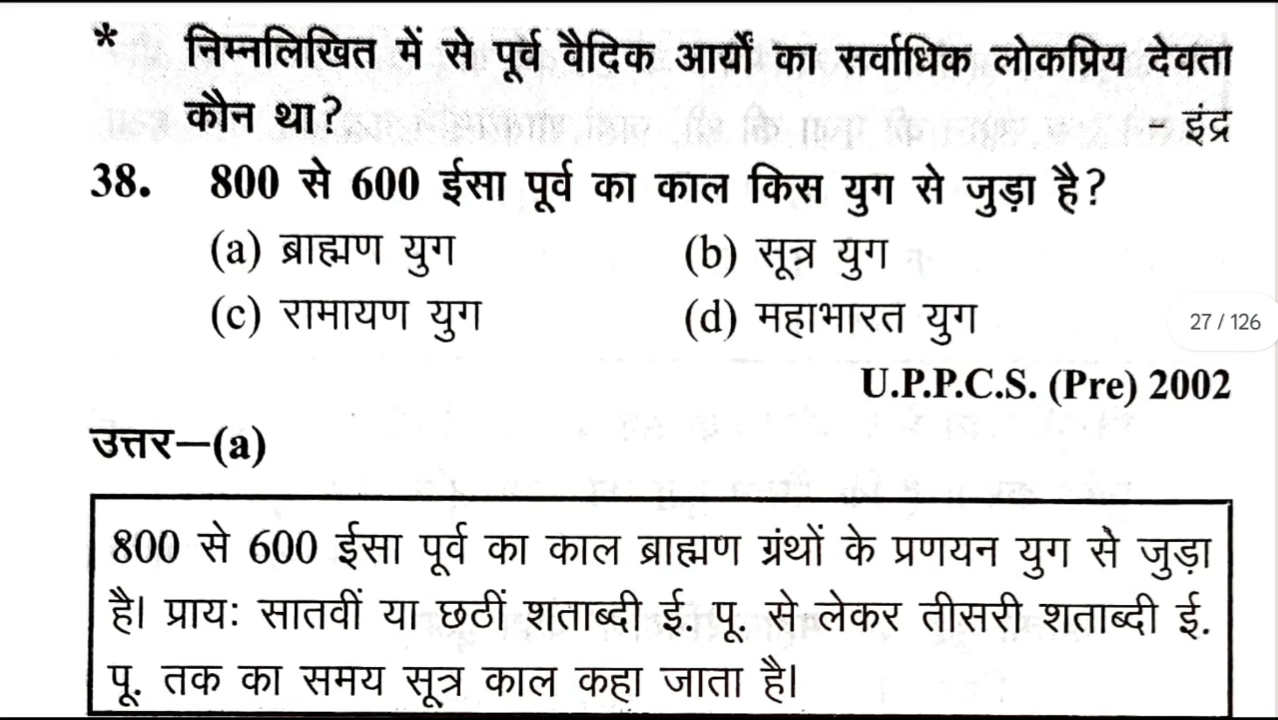 * निम्नलिखित में से पूर्व वैदिक आर्यों का सर्वाधिक लोकप्रिय देवता
कौन था? - इंद्र
38. 800 से 600 ईसा पूर्व का काल किस युग से जुड़ा है?
(a) ब्राह्मण युग (b) सूत्र युग
(c) रामायण युग (d) महाभारत युग
27 / 126
U.P.P.C.S. (Pre) 2002
उत्तर—(a)
800 से 600 ईसा पूर्व का काल ब्राह्मण ग्रंथों के प्रणयन युग से जुड़ा
है। प्रायः सातवीं या छठीं शताब्दी ई. पू. से लेकर तीसरी शताब्दी ई.
पू. तक का समय सूत्र काल कहा जाता है।